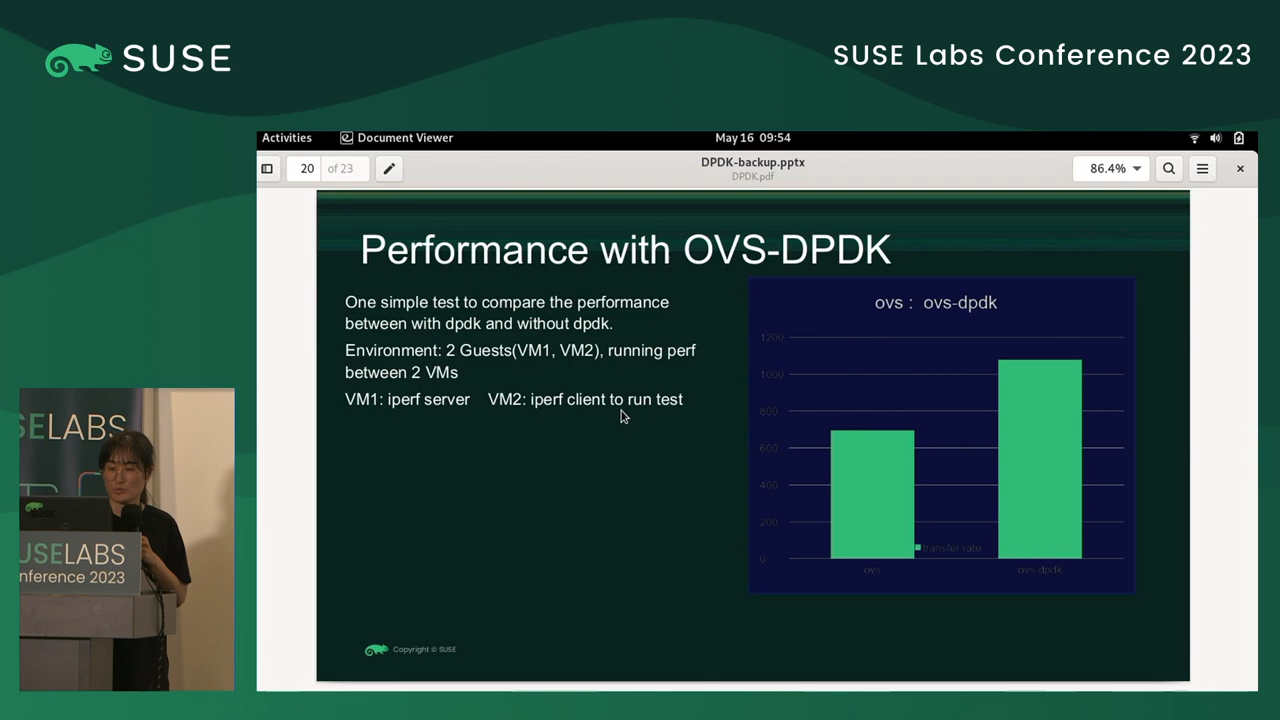 SUSE
SUSE Labs Conference 2023
Activities
Document Viewer
May 16 09:54
20
of 23
DPDK-backup.pptx
DPDK.pdf
86.4%
Performance with OVS-DPDK
One simple test to compare the performance
between with dpdk and without dpdk.
Environment: 2 Guests(VM1, VM2), running perf
between 2 VMs
VM1: iperf server VM2: iperf client to run test
ovs : ovs-dpdk
1200
1000
800
600
400
200
0
transfer rate
ovs
ovs-dpdk
Copyright © SUSE
SELABS
SUSE
USELABS
nference 2023